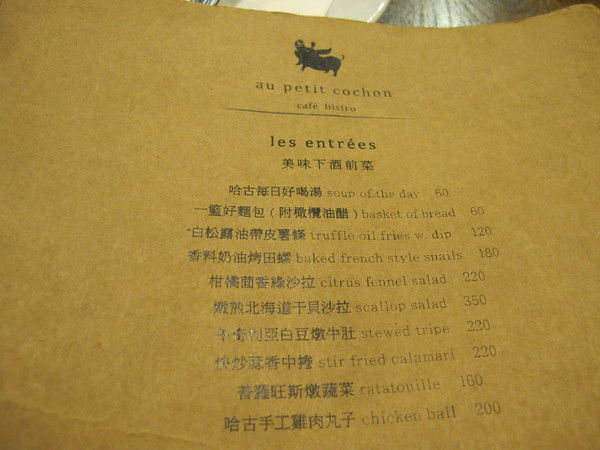 au petit cochon
café bistro
les entrées
美味下酒前菜
哈古每日好喝湯 soup of the day 60
一籃好麵包（附橄欖油醋）basket of bread 60
白松露油帶皮薯條 truffle oil fries w. dip 120
香料奶油烤田螺 baked french style snails 180
柑橘茴香綠沙拉 citrus fennel salad 220
嫩煎北海道干貝沙拉 scallop salad 350
利亞白豆燉牛肚 stewed tripe 220
快炒蒜香中捲 stir fried calamari 220
普羅旺斯燉蔬菜 ratatouille 160
哈古手工雞肉丸子 chicken ball 200